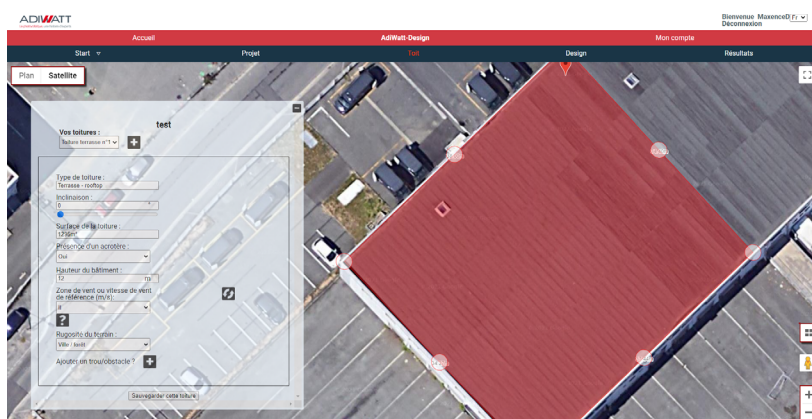 ADIWATT
Bienvenue MaxenceD Fr
Déconnexion
Accueil
AdiWatt-Design
Mon compte
Start
Projet
Toit
Design
Résultats
Plan
Satellite
test
Vos toitures :
Toiture terrasse n°1
Type de toiture :
Terrasse - rooftop
Inclinaison :
6 °
Surface de la toiture :
Présence d'un acrotère :
Oui
Hauteur du bâtiment :
12 m
Zone de vent ou vitesse de vent
de référence (m/s):
?
Rugosité du terrain :
Ville / forêt
Ajouter un trou/obstacle ?
Sauvegarder cette toiture